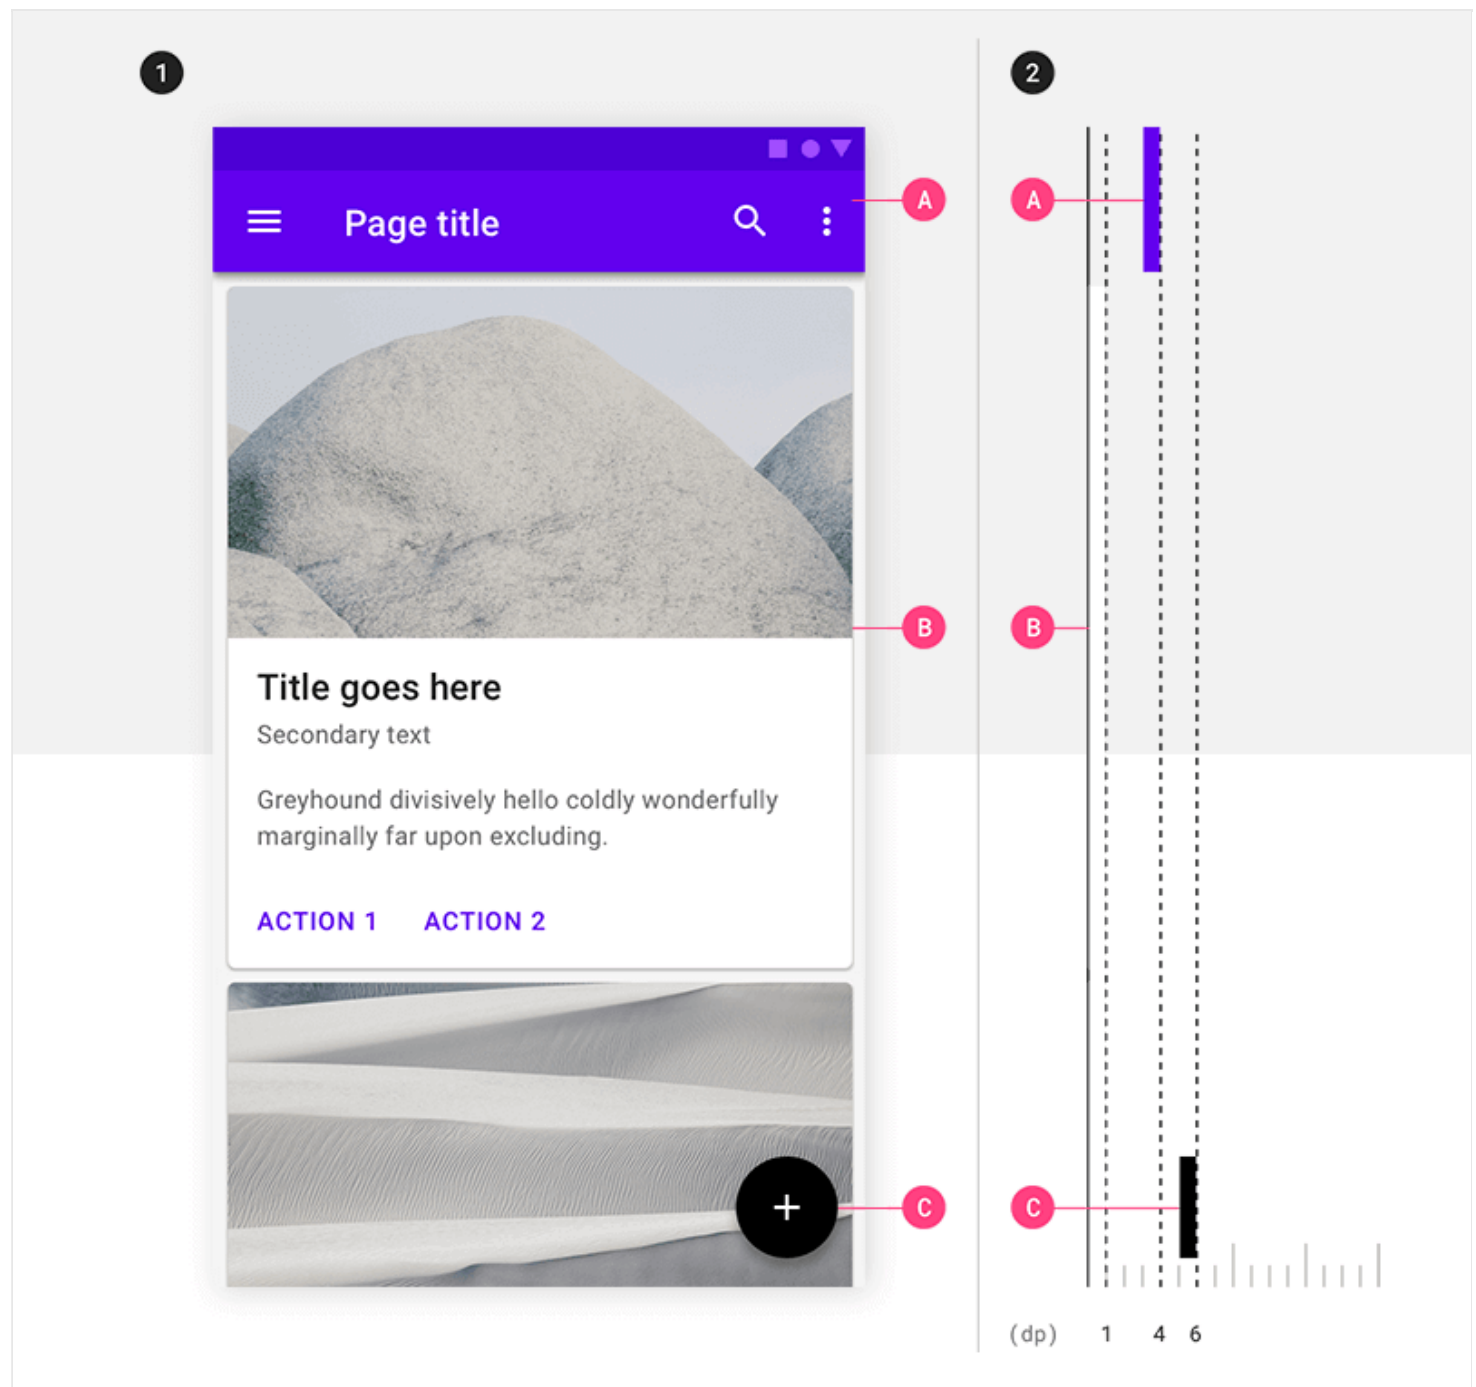 1
2
Page title
A
A
B
B
Title goes here
Secondary text
Greyhound divisively hello coldly wonderfully
marginally far upon excluding.
ACTION 1 ACTION 2
C
C
(dp) 1 4 6